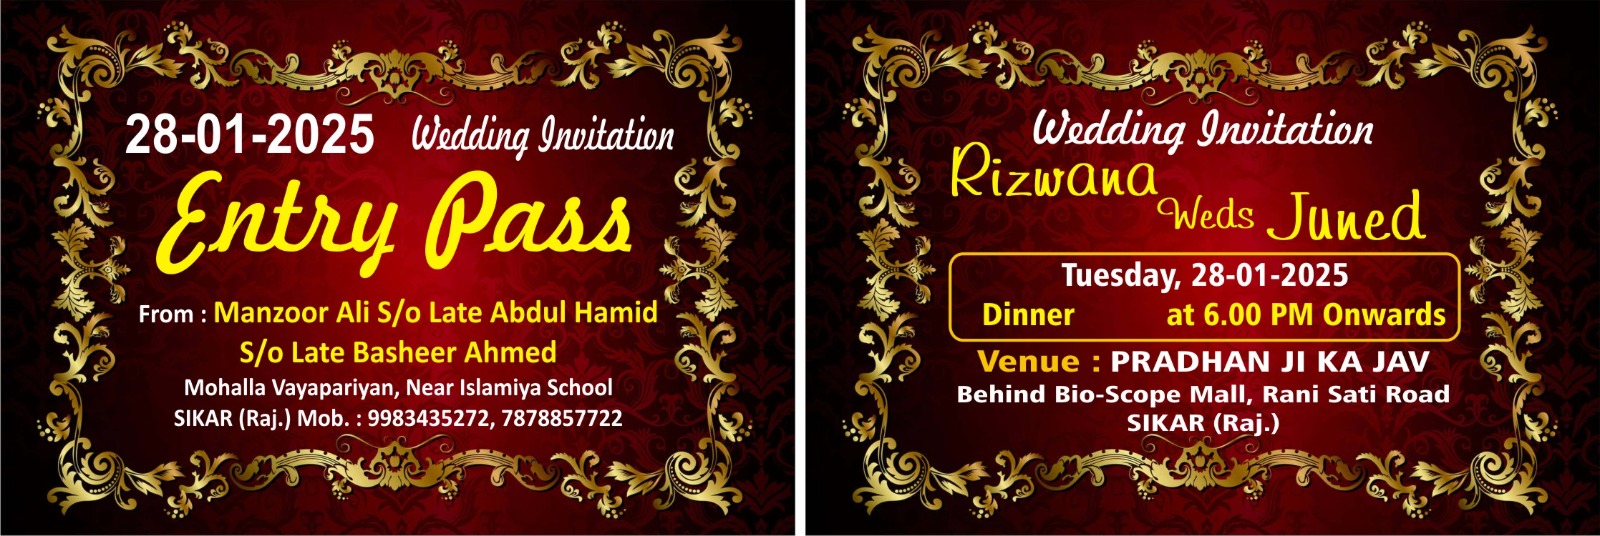 28-01-2025 Wedding Invitation
Entry Pass
From : Manzoor Ali S/o Late Abdul Hamid
S/o Late Basheer Ahmed
Mohalla Vayapariyan, Near Islamiya School
SIKAR (Raj.) Mob. : 9983435272, 7878857722
Wedding Invitation
Rizwana
Weds Juned
Tuesday, 28-01-2025
Dinner at 6.00 PM Onwards
Venue : PRADHAN JI KA JAV
Behind Bio-Scope Mall, Rani Sati Road
SIKAR (Raj.)